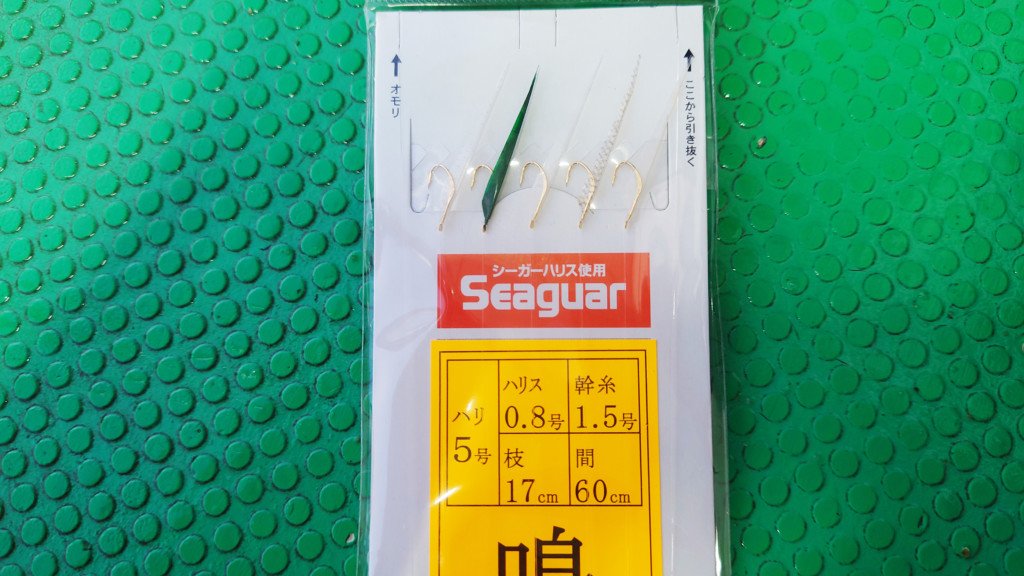 オモリ
ここから引き抜く
シーガーハリス使用
Seaguar
ハリ
5号
ハリス
0.8号
幹糸
1.5号
枝
17cm
間
60cm